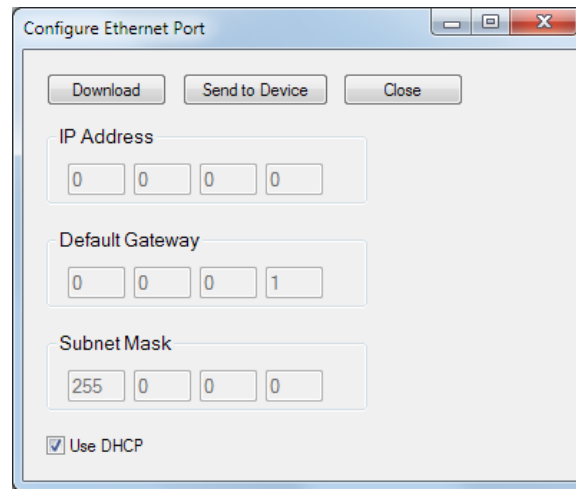 Configure Ethernet Port
Download Send to Device Close
IP Address
0 0 0 0
Default Gateway
0 0 0 1
Subnet Mask
255 0 0 0
Use DHCP